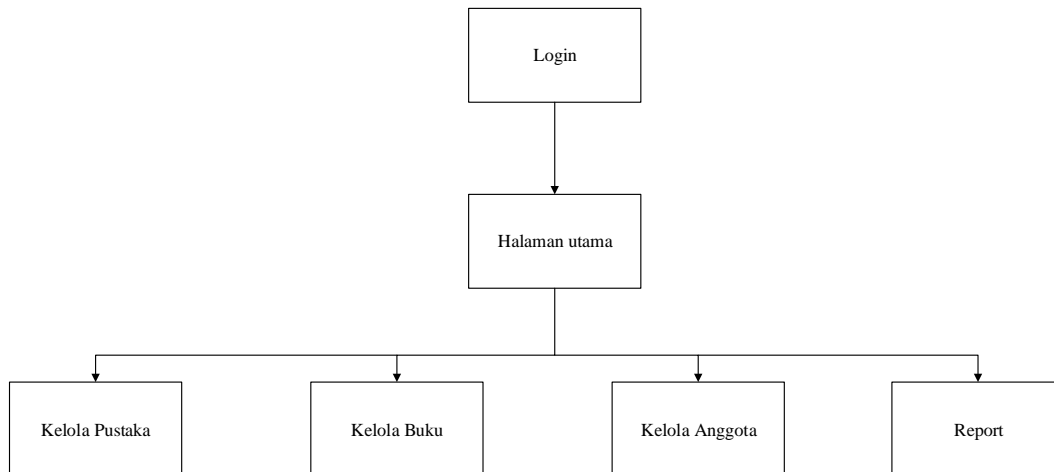 Login
Halaman utama
Kelola Pustaka
Kelola Buku
Kelola Anggota
Report